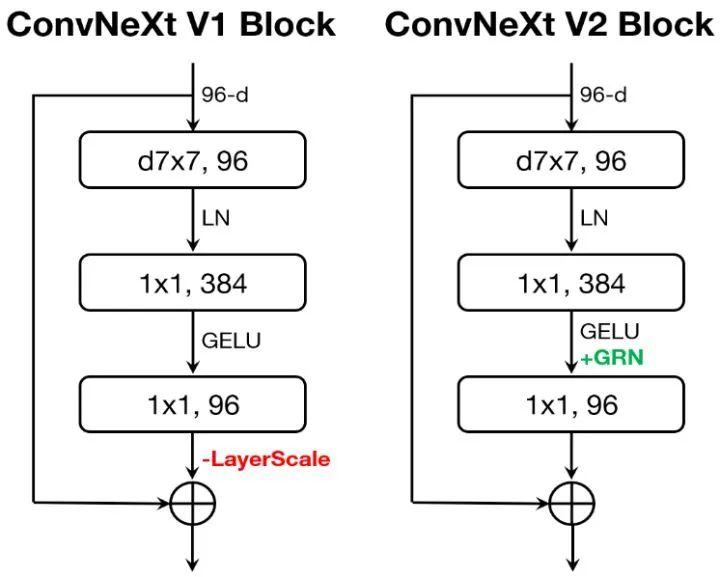 ConvNeXt V1 Block
96-d
d7x7, 96
LN
1x1, 384
GELU
1x1, 96
-LayerScale
ConvNeXt V2 Block
96-d
d7x7, 96
LN
1x1, 384
GELU
+GRN
1x1, 96